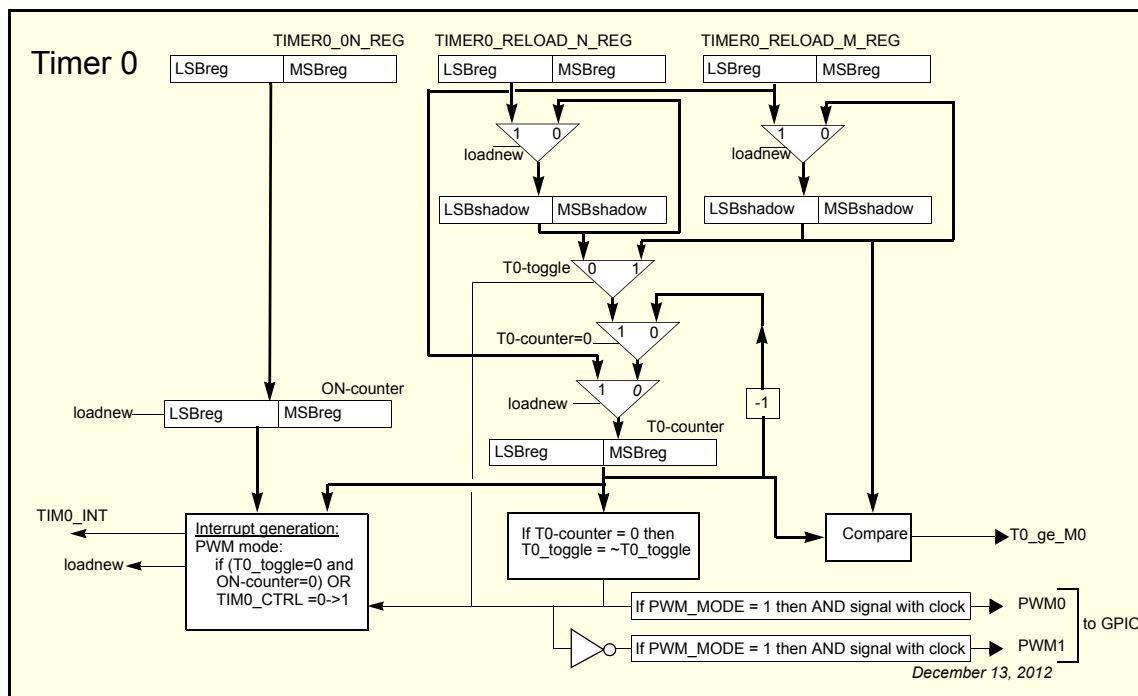 Timer 0
TIMER0_0N_REG
TIMER0_RELOAD_N_REG
TIMER0_RELOAD_M_REG
LSBreg MSBreg
LSBreg MSBreg
LSBreg MSBreg
1 0
loadnew
1 0
loadnew
LSBshadow MSBshadow
LSBshadow MSBshadow
T0-toggle
0 1
T0-counter=0
1 0
ON-counter
loadnew
LSBreg MSBreg
loadnew
1 0
-1
T0-counter
LSBreg MSBreg
TIM0_INT
loadnew
Interrupt generation:
PWM mode:
if (T0_toggle=0 and
ON-counter=0) OR
TIM0_CTRL =0->1
If T0-counter = 0 then
T0_toggle = ~T0_toggle
Compare
T0_ge_M0
If PWM_MODE = 1 then AND signal with clock
PWM0
If PWM_MODE = 1 then AND signal with clock
PWM1
to GPIO
December 13, 2012